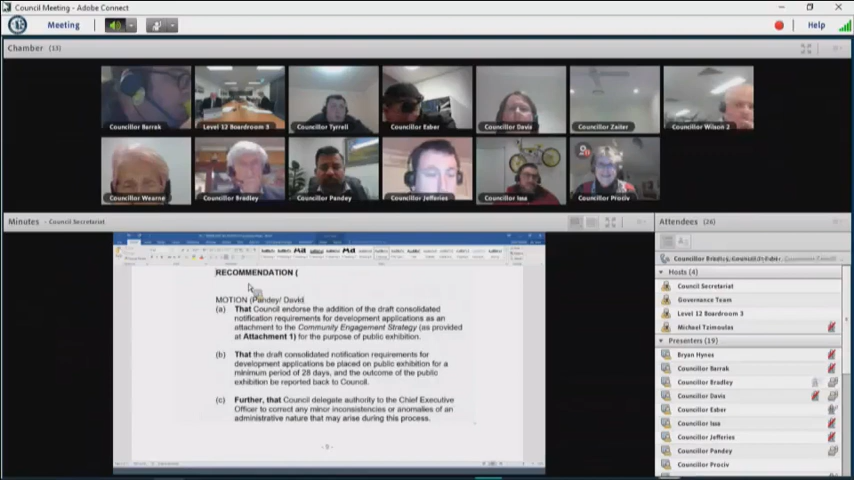 Council Meeting - Adobe Connect
Meeting
Help
Chamber (13)
Councillor Barrak
Level 12 Boardroom 3
Councillor Tyrrell
Councillor Esber
Councillor Davis
Councillor Zaiter
Councillor Wilson 2
Councillor Wearne
Councillor Bradley
Councillor Pandey
Councillor Jefferies
Councillor Issa
Councillor Prociv
Minutes - Council Secretariat
RECOMMENDATION (
MOTION (Pandey/ David
(a) That Council endorse the addition of the draft consolidated
notification requirements for development applications as an
attachment to the Community Engagement Strategy (as provided
at Attachment 1) for the purpose of public exhibition.
(b) That the draft consolidated notification requirements for
development applications be placed on public exhibition for a
minimum period of 28 days, and the outcome of the public
exhibition be reported back to Council.
(c) Further, that Council delegate authority to the Chief Executive
Officer to correct any minor inconsistencies or anomalies of an
administrative nature that may arise during this process.
- 9 -
Attendees (26)
Hosts (4)
Council Secretariat
Governance Team
Level 12 Boardroom 3
Michael Tzimoulas
Presenters (19)
Bryan Hynes
Councillor Barrak
Councillor Bradley
Councillor Davis
Councillor Esber
Councillor Issa
Councillor Jefferies
Councillor Pandey
Councillor Prociv